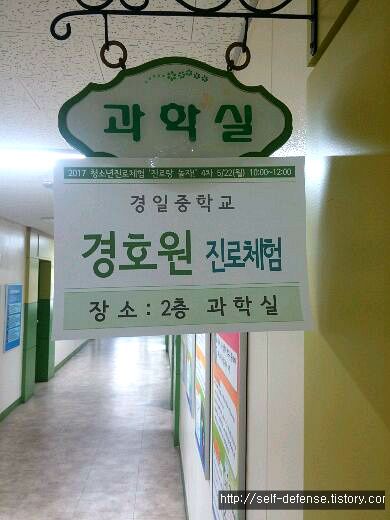 과학실
2017 청소년진로체험 '진로랑 놀자!' 4차 5/22(월) 10:00~12:00
경일중학교
경호원 진로체험
장소 : 2층 과학실
http://self-defense.tistory.com